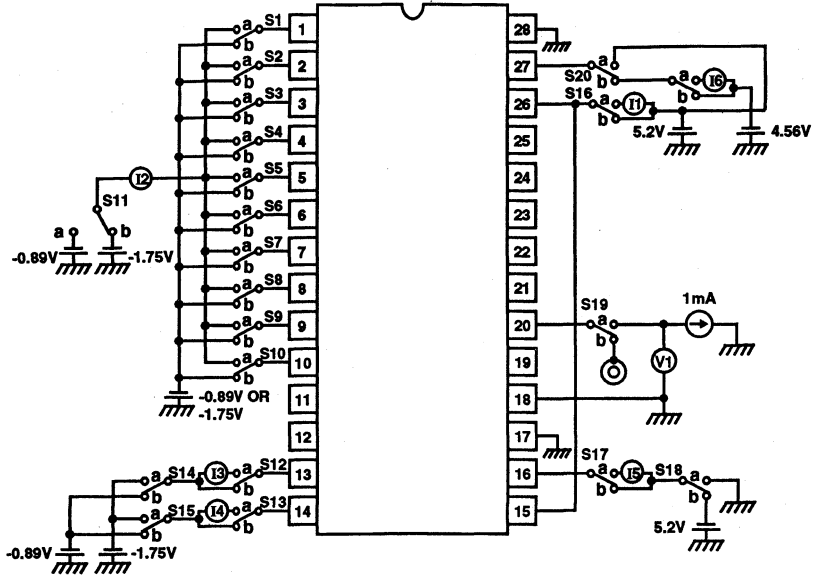 a S1 1
b
a S2 2
b
a S3 3
b
a S4 4
b
a S5 5
b
a S6 6
b
a S7 7
b
a S8 8
b
a S9 9
b
a S10 10
b
I2
S11
a b
-0.89V -1.75V
-0.89V OR
-1.75V
11
12
S14 I3 a S12 13
a
b b
S15 I4 a S13 14
a
b b
-0.89V -1.75V
28
27 a
S20 b
a I6
b
26 S16 a I1
b
5.2V 4.56V
25
24
23
22
21
20 S19 a
b
1mA
V1
19
18
17
16 S17 a I5 S18 a
b b
15
5.2V